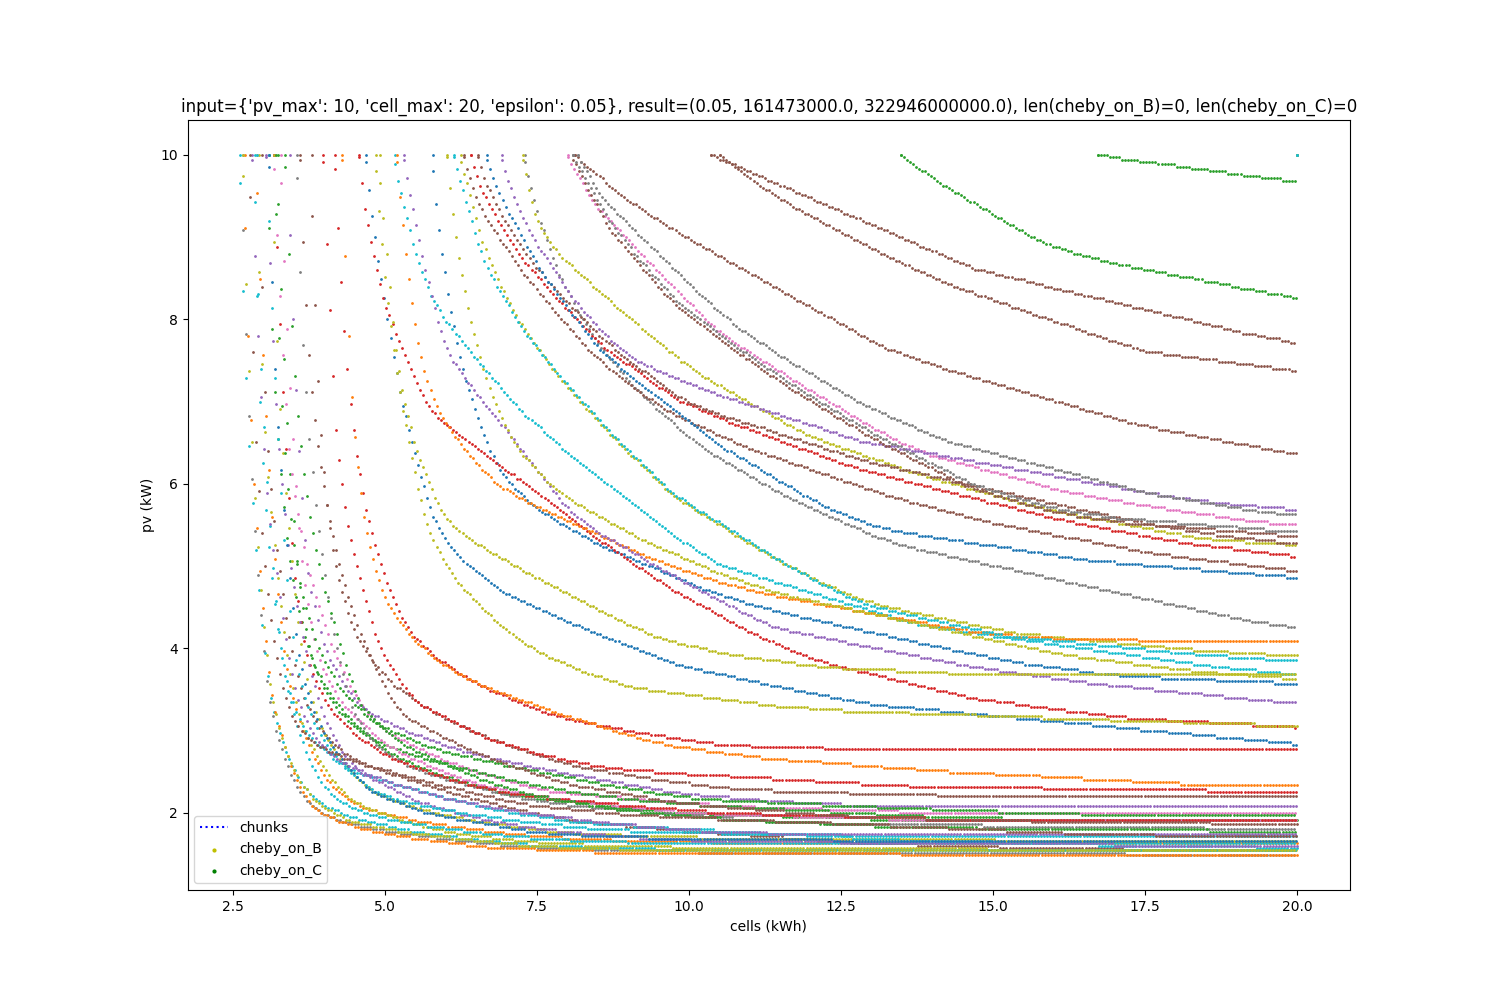 input={'pv_max': 10, 'cell_max': 20, 'epsilon': 0.05}, result=(0.05, 161473000.0, 322946000000.0), len(cheby_on_B)=0, len(cheby_on_C)=0
10
8
6
4
2
pv (kW)
chunks
cheby_on_B
cheby_on_C
2.5 5.0 7.5 10.0 12.5 15.0 17.5 20.0
cells (kWh)